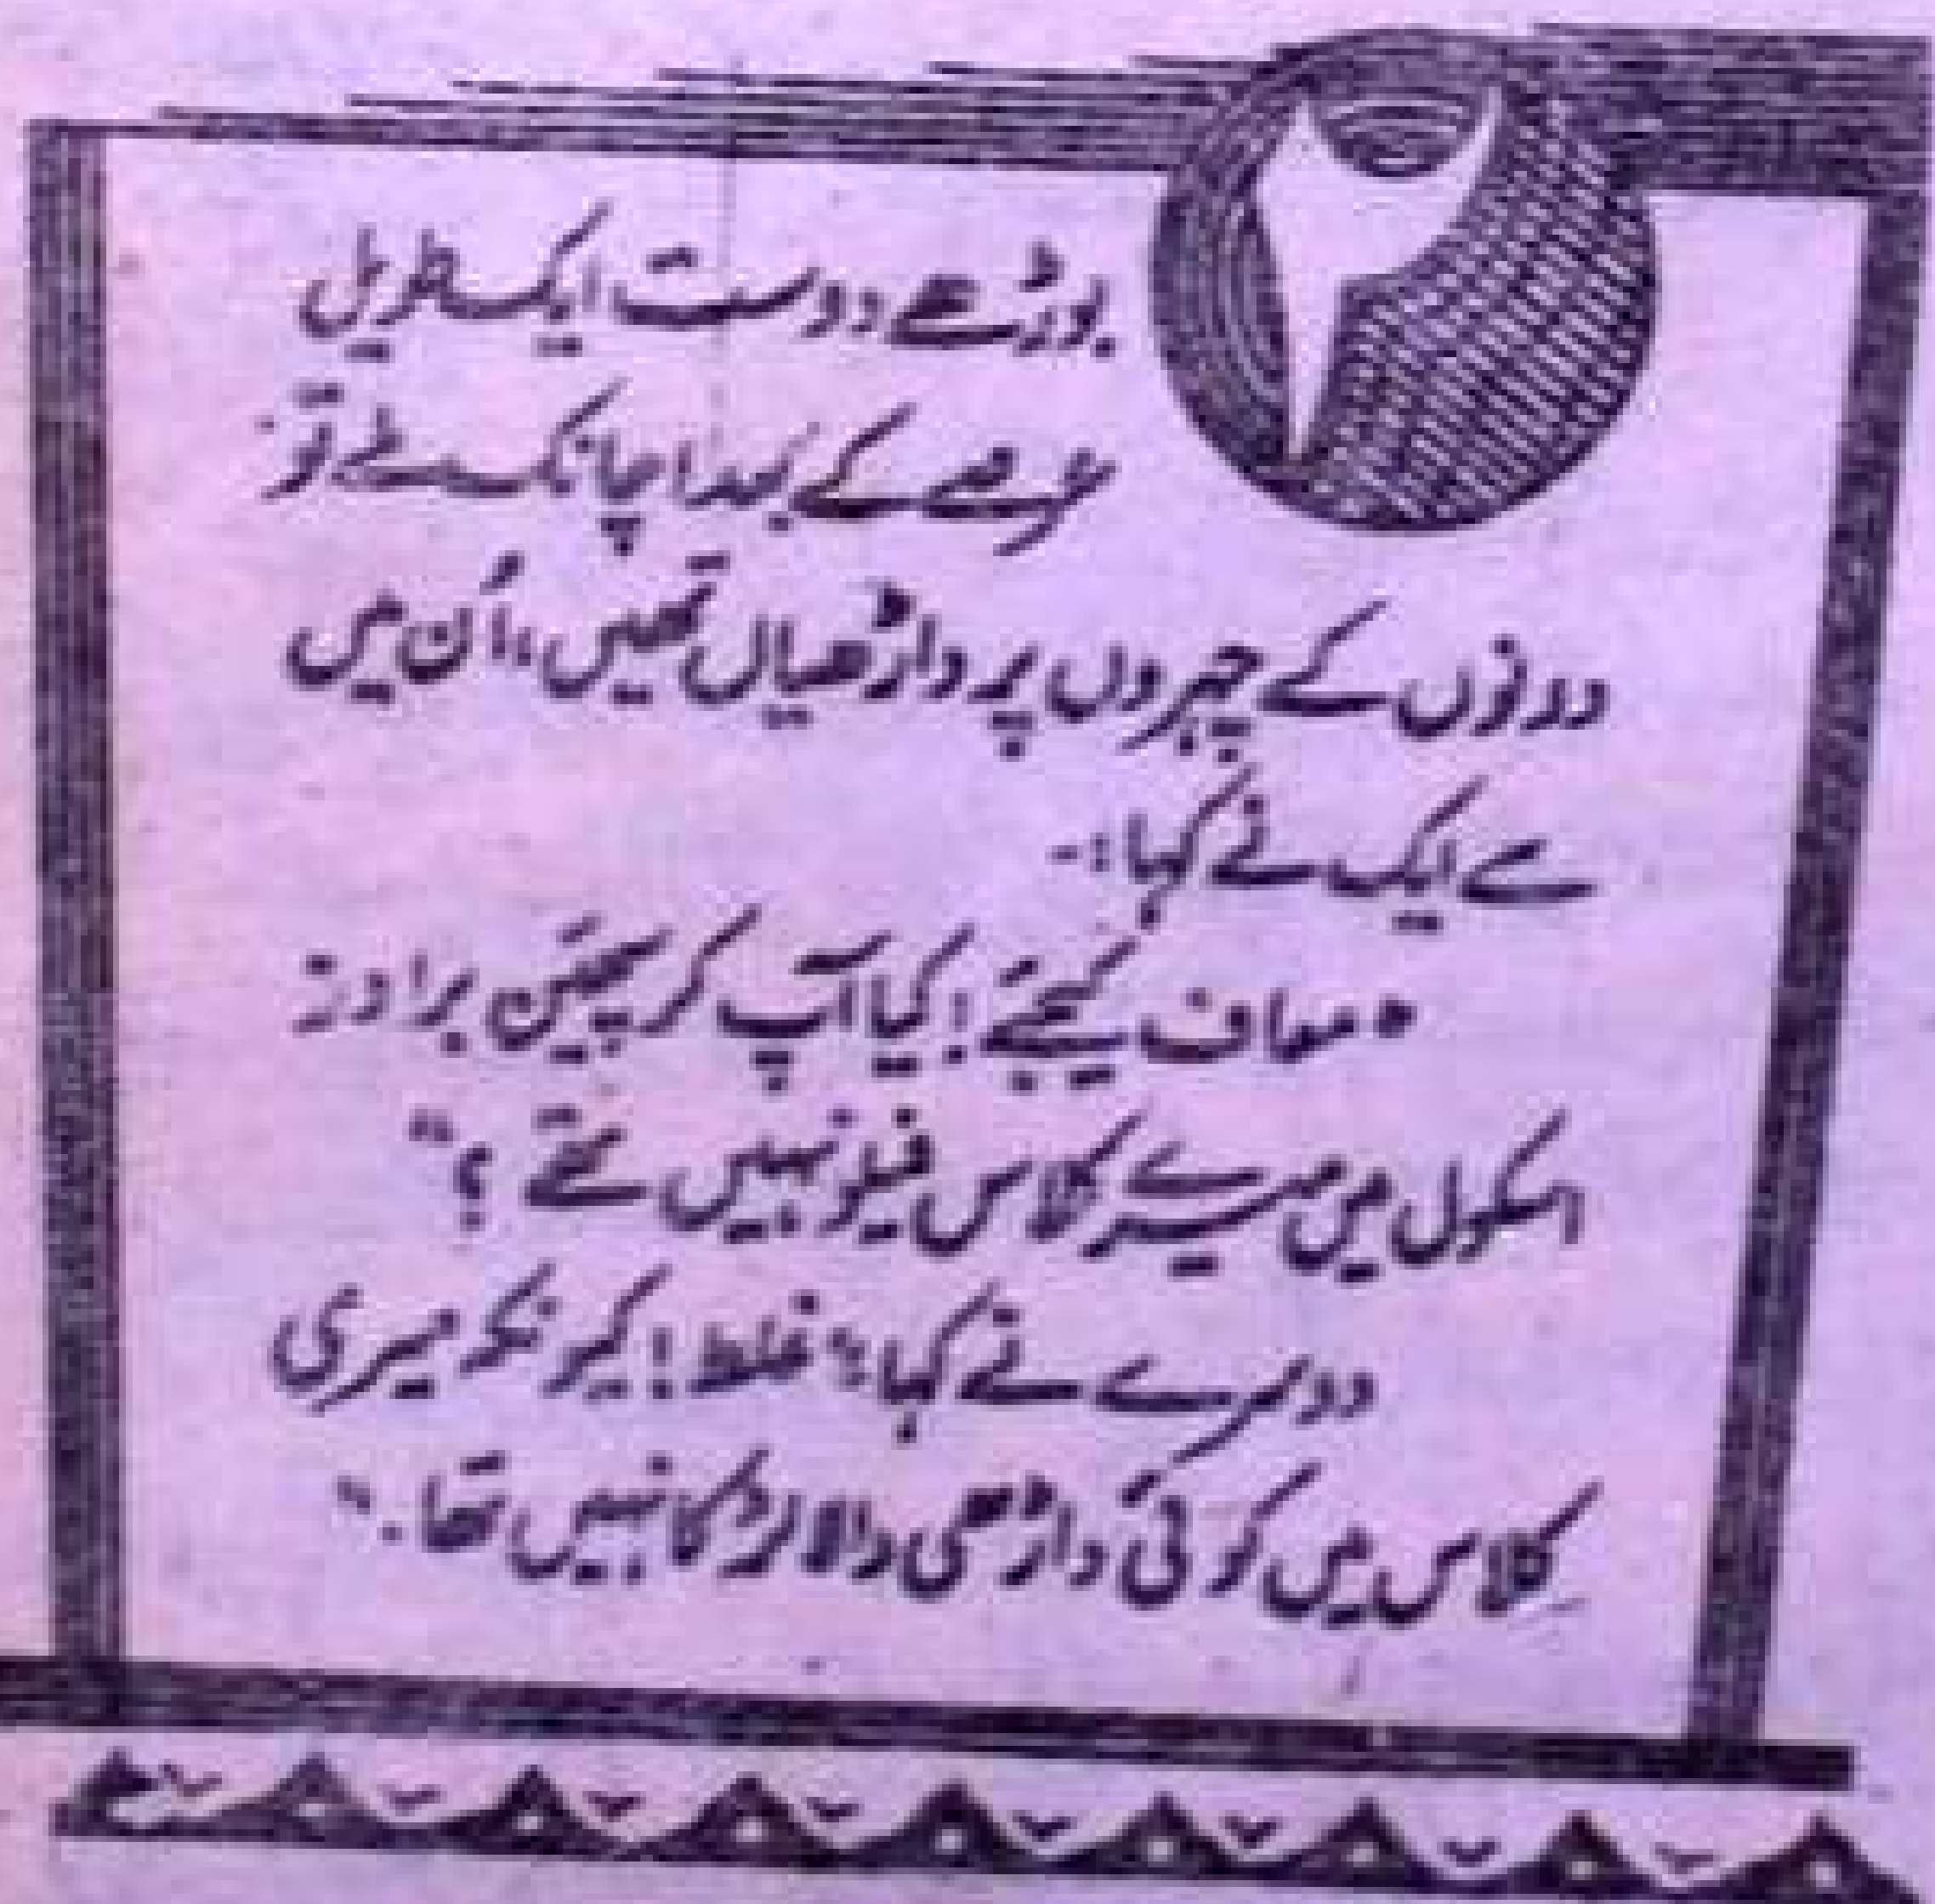 ۲
بوڑھے دوست ایک طویل
عرصے کے بعد اچانک ملے تو
دونوں کے چہروں پر داڑھیاں تھیں، اُن میں
سے ایک نے کہا:-
" معاف کیجئے! کیا آپ کرسچین برادرز
اسکول میں میرے کلاس فیلو نہیں تھے؟"
دوسرے نے کہا؛ غلط! کیونکہ میری
کلاس میں کوئی داڑھی والا لڑکا نہیں تھا۔"